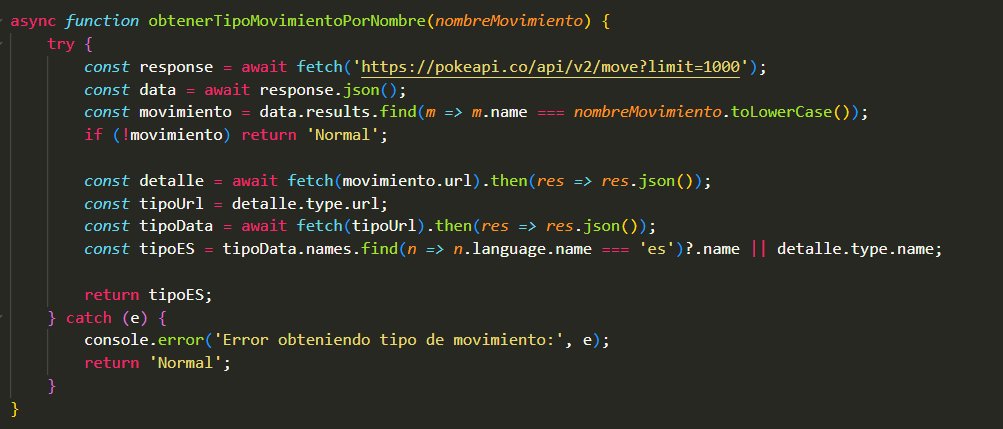 async function obtenerTipoMovimientoPorNombre(nombreMovimiento) {
    try {
        const response = await fetch('https://pokeapi.co/api/v2/move?limit=1000');
        const data = await response.json();
        const movimiento = data.results.find(m => m.name === nombreMovimiento.toLowerCase());
        if (!movimiento) return 'Normal';

        const detalle = await fetch(movimiento.url).then(res => res.json());
        const tipoUrl = detalle.type.url;
        const tipoData = await fetch(tipoUrl).then(res => res.json());
        const tipoES = tipoData.names.find(n => n.language.name === 'es')?.name || detalle.type.name;

        return tipoES;
    } catch (e) {
        console.error('Error obteniendo tipo de movimiento:', e);
        return 'Normal';
    }
}